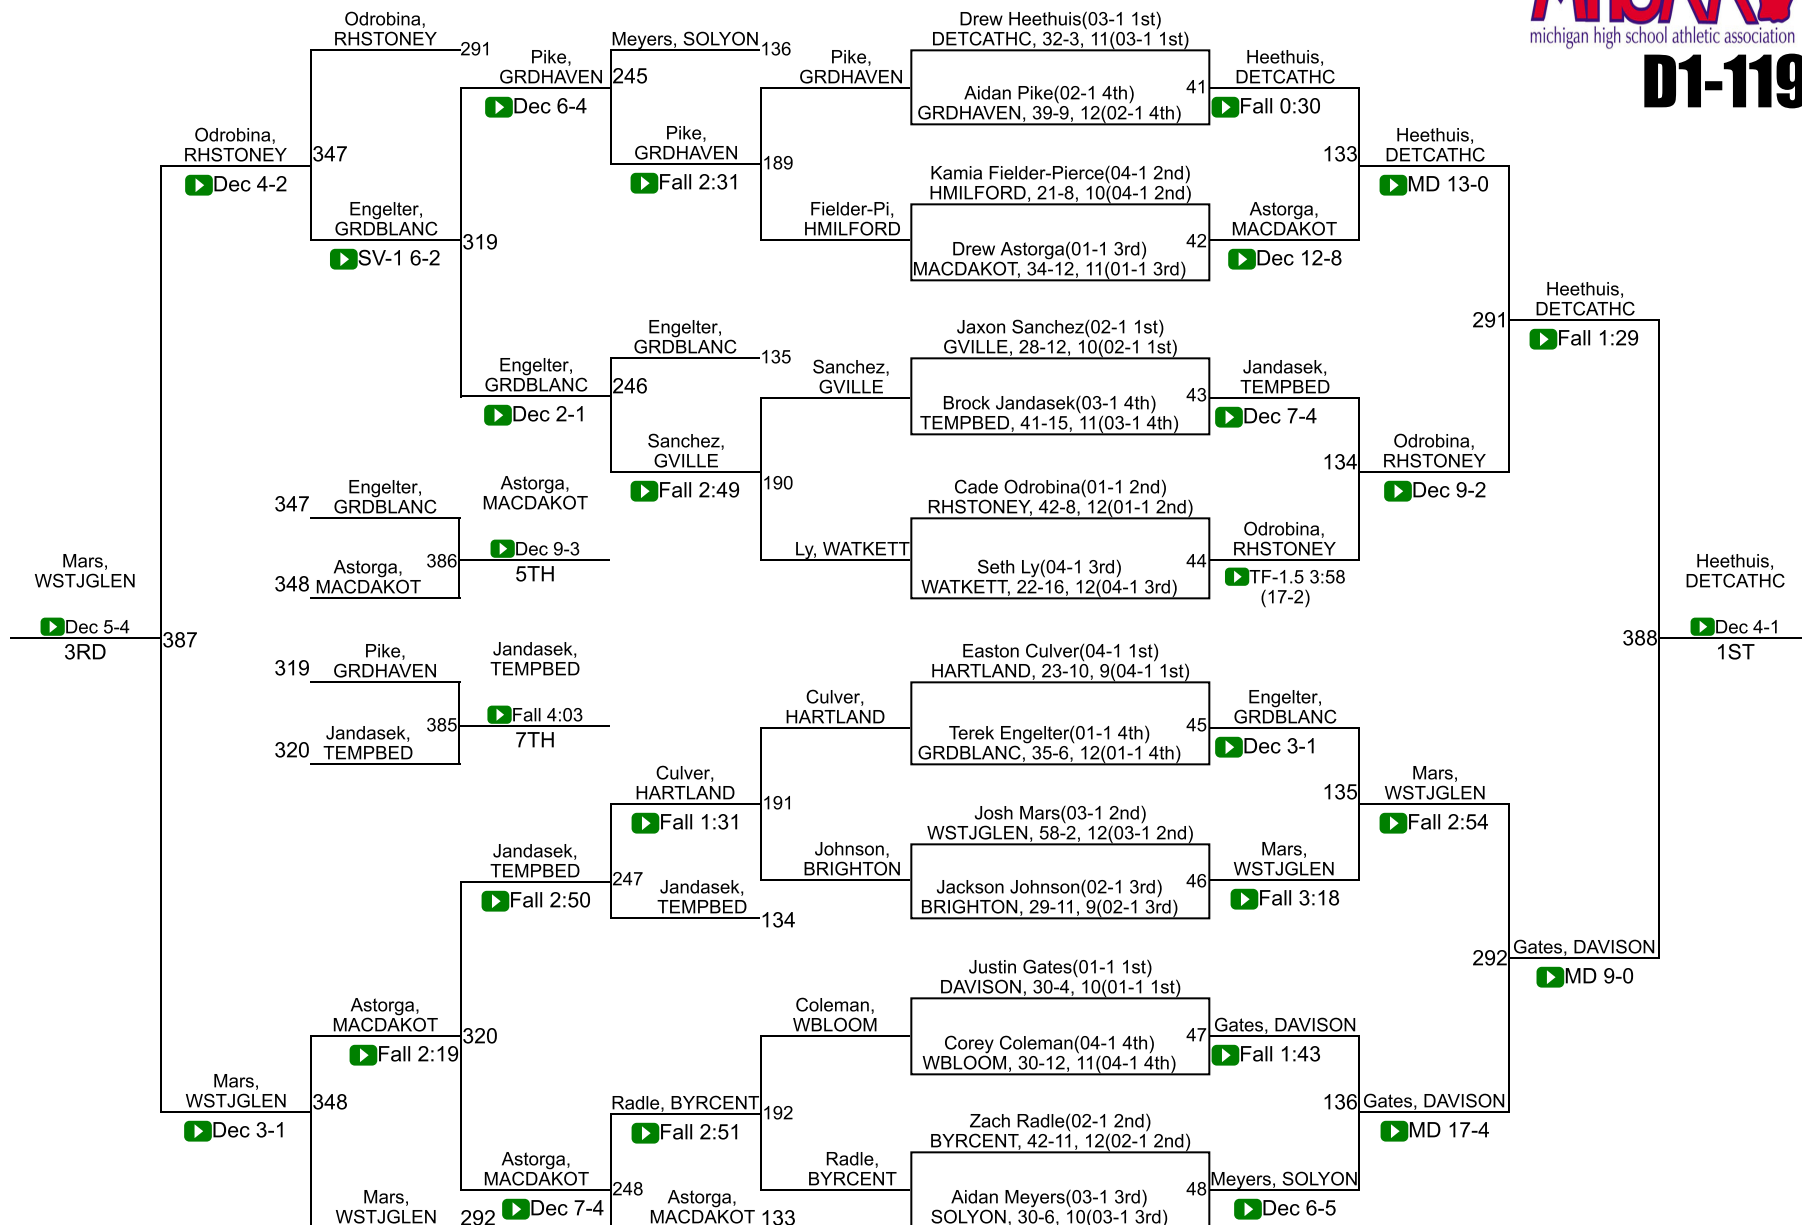 MHSAA
michigan high school athletic association
D1-119
Odrobina,
RHSTONEY
291
Odrobina,
RHSTONEY
Dec 4-2
347
Engelter,
GRDBLANC
SV-1 6-2
319
Pike,
GRDHAVEN
Dec 6-4
245
Meyers, SOLYON
136
Pike,
GRDHAVEN
Fall 2:31
189
Pike,
GRDHAVEN
Fielder-Pi,
HMILFORD
Engelter,
GRDBLANC
Dec 2-1
246
Engelter,
GRDBLANC
135
Sanchez,
GVILLE
Fall 2:49
190
Sanchez,
GVILLE
Ly, WATKETT
347
Engelter,
GRDBLANC
348
Astorga,
MACDAKOT
386
Astorga,
MACDAKOT
Dec 9-3
5TH
Mars,
WSTJGLEN
Dec 5-4
3RD
387
319
Pike,
GRDHAVEN
320
Jandasek,
TEMPBED
385
Jandasek,
TEMPBED
Fall 4:03
7TH
Culver,
HARTLAND
Fall 1:31
191
Culver,
HARTLAND
Johnson,
BRIGHTON
Jandasek,
TEMPBED
Fall 2:50
247
Jandasek,
TEMPBED
134
Astorga,
MACDAKOT
Fall 2:19
320
Mars,
WSTJGLEN
Dec 3-1
348
Mars,
WSTJGLEN
292
Astorga,
MACDAKOT
Dec 7-4
248
Radle, BYRCENT
Fall 2:51
192
Coleman,
WBLOOM
Radle,
BYRCENT
Astorga,
MACDAKOT
133
Drew Heethuis(03-1 1st)
DETCATHC, 32-3, 11(03-1 1st)
Aidan Pike(02-1 4th)
GRDHAVEN, 39-9, 12(02-1 4th)
41
Heethuis,
DETCATHC
Fall 0:30
Kamia Fielder-Pierce(04-1 2nd)
HMILFORD, 21-8, 10(04-1 2nd)
Drew Astorga(01-1 3rd)
MACDAKOT, 34-12, 11(01-1 3rd)
42
Astorga,
MACDAKOT
Dec 12-8
133
Heethuis,
DETCATHC
MD 13-0
Jaxon Sanchez(02-1 1st)
GVILLE, 28-12, 10(02-1 1st)
Brock Jandasek(03-1 4th)
TEMPBED, 41-15, 11(03-1 4th)
43
Jandasek,
TEMPBED
Dec 7-4
Cade Odrobina(01-1 2nd)
RHSTONEY, 42-8, 12(01-1 2nd)
Seth Ly(04-1 3rd)
WATKETT, 22-16, 12(04-1 3rd)
44
Odrobina,
RHSTONEY
TF-1.5 3:58
(17-2)
134
Odrobina,
RHSTONEY
Dec 9-2
291
Heethuis,
DETCATHC
Fall 1:29
Easton Culver(04-1 1st)
HARTLAND, 23-10, 9(04-1 1st)
Terek Engelter(01-1 4th)
GRDBLANC, 35-6, 12(01-1 4th)
45
Engelter,
GRDBLANC
Dec 3-1
Josh Mars(03-1 2nd)
WSTJGLEN, 58-2, 12(03-1 2nd)
Jackson Johnson(02-1 3rd)
BRIGHTON, 29-11, 9(02-1 3rd)
46
Mars,
WSTJGLEN
Fall 3:18
135
Mars,
WSTJGLEN
Fall 2:54
Justin Gates(01-1 1st)
DAVISON, 30-4, 10(01-1 1st)
Corey Coleman(04-1 4th)
WBLOOM, 30-12, 11(04-1 4th)
47
Gates, DAVISON
Fall 1:43
Zach Radle(02-1 2nd)
BYRCENT, 42-11, 12(02-1 2nd)
Aidan Meyers(03-1 3rd)
SOLYON, 30-6, 10(03-1 3rd)
48
Meyers, SOLYON
Dec 6-5
136
Gates, DAVISON
MD 17-4
292
Gates, DAVISON
MD 9-0
388
Heethuis,
DETCATHC
Dec 4-1
1ST